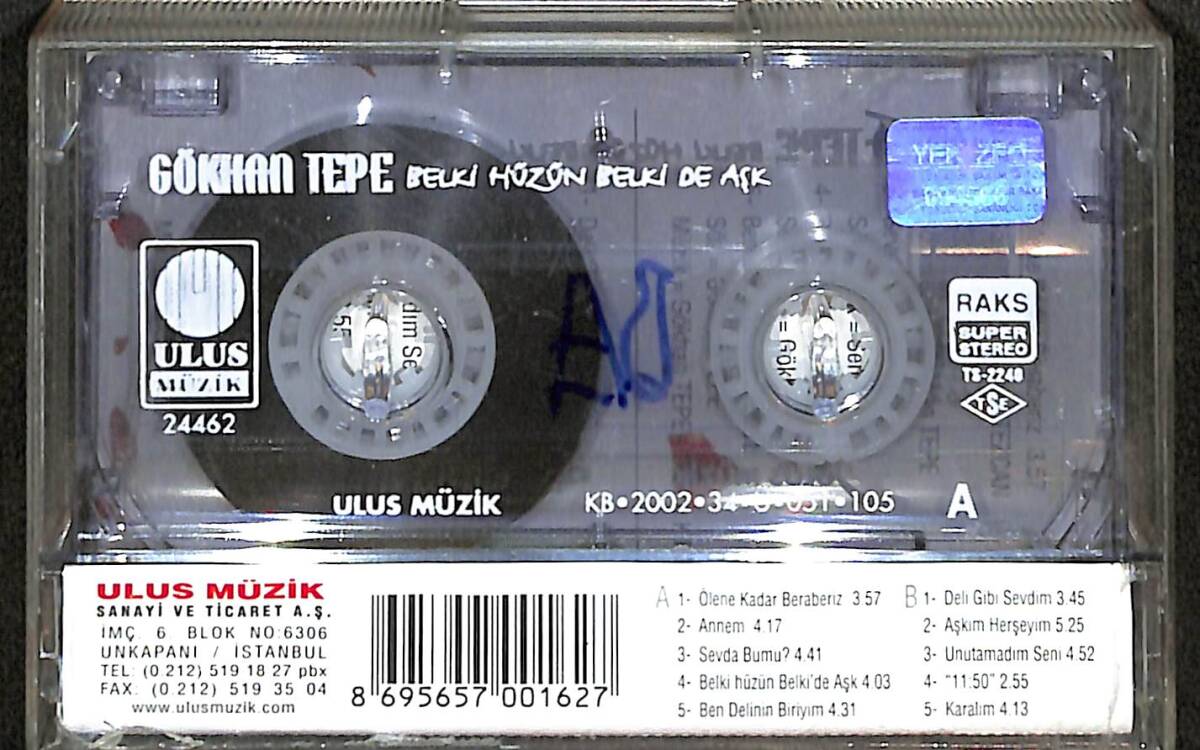 GÖKHAN TEPE BELKİ HÜZÜN BELKİ DE AŞK
ULUS
MÜZİK
24462
RAKS
SUPER
STEREO
TS-2240
TSE
ULUS MÜZİK KB•2002•34 •105 A
ULUS MÜZİK
SANAYİ VE TİCARET A.Ş.
İMÇ. 6. BLOK NO:6306
UNKAPANI / İSTANBUL
TEL: (0.212) 519 18 27 pbx
FAX: (0.212) 519 35 04
www.ulusmuzik.com
8 695657 001627
A 1- Ölene Kadar Beraberiz 3.57
2- Annem 4.17
3- Sevda Bumu? 4.41
4- Belki hüzün Belki'de Aşk 4.03
5- Ben Delinin Biriyim 4.31
B 1- Deli Gibi Sevdim 3.45
2- Aşkım Herşeyim 5.25
3- Unutamadım Seni 4.52
4- "11:50" 2.55
5- Karalım 4.13